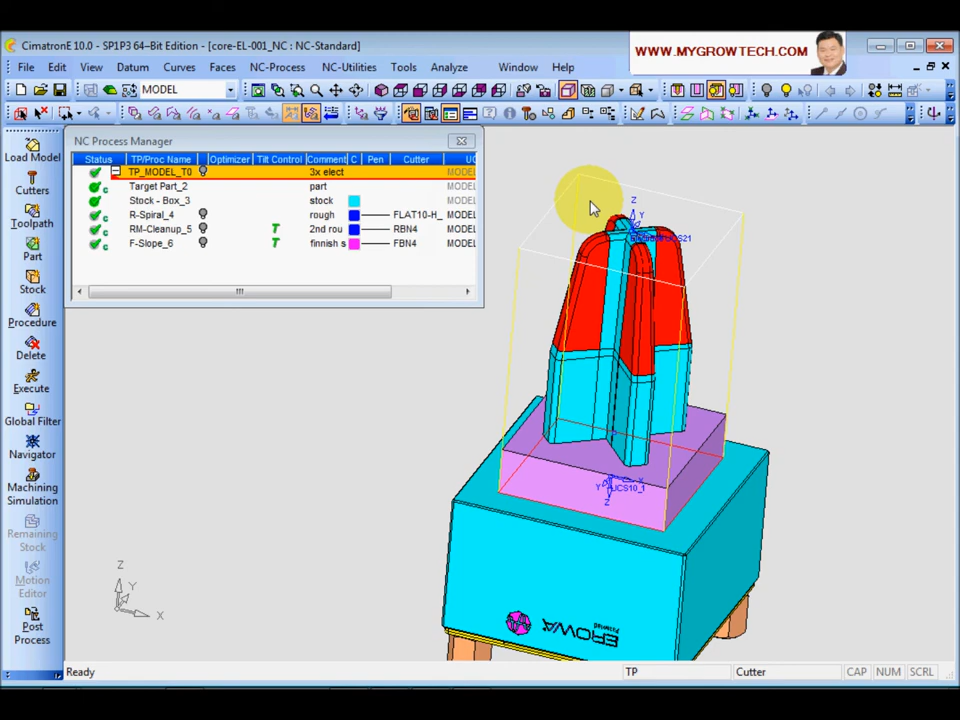 CimatronE 10.0 - SP1P3 64–Bit Edition - [core-EL-001_NC : NC-Standard]
WWW.MYGROWTECH.COM
File Edit View Datum Curves Faces NC-Process NC-Utilities Tools Analyze Window Help
MODEL
NC Process Manager
Status TP/Proc Name Optimizer Tilt Control Comment C Pen Cutter UC
TP_MODEL_T0 3x elect MODEL
Target Part_2 part
Stock - Box_3 stock
R-Spiral_4 rough FLAT10-H_ MODEL
RM-Cleanup_5 T 2nd rou RBN4 MODEL
F-Slope_6 T finnish s FBN4 MODEL
Load Model
Cutters
Toolpath
Part
Stock
Procedure
Delete
Execute
Global Filter
Navigator
Machining
Simulation
Remaining
Stock
Motion
Editor
Post
Process
Z
Y
UCS21
X
Y UCS10_1
Z
Z
Y
X
EROWA
Patented
Ready TP Cutter CAP NUM SCRL